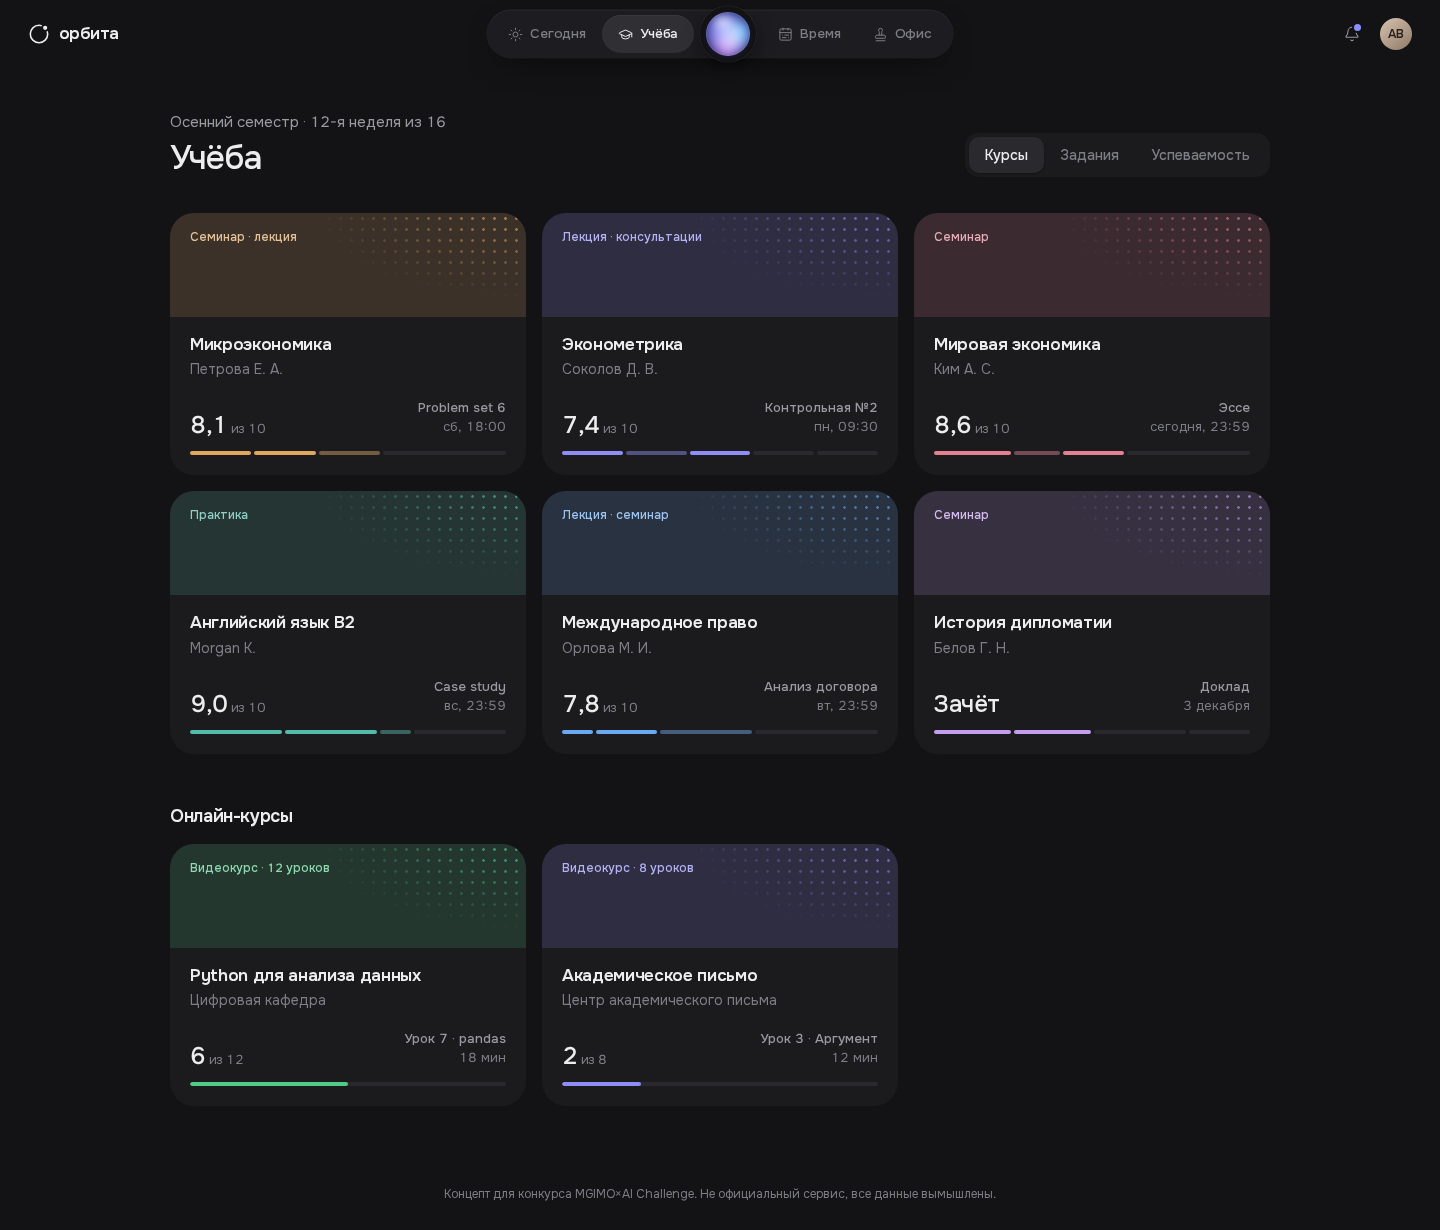 орбита
Сегодня
Учёба
Время
Офис
АВ
Осенний семестр · 12-я неделя из 16
Учёба
Курсы
Задания
Успеваемость
Семинар · лекция
Микроэкономика
Петрова Е. А.
8,1 из 10
Problem set 6
сб, 18:00
Лекция · консультации
Эконометрика
Соколов Д. В.
7,4 из 10
Контрольная №2
пн, 09:30
Семинар
Мировая экономика
Ким А. С.
8,6 из 10
Эссе
сегодня, 23:59
Практика
Английский язык B2
Morgan K.
9,0 из 10
Case study
вс, 23:59
Лекция · семинар
Международное право
Орлова М. И.
7,8 из 10
Анализ договора
вт, 23:59
Семинар
История дипломатии
Белов Г. Н.
Зачёт
Доклад
3 декабря
Онлайн-курсы
Видеокурс · 12 уроков
Python для анализа данных
Цифровая кафедра
6 из 12
Урок 7 · pandas
18 мин
Видеокурс · 8 уроков
Академическое письмо
Центр академического письма
2 из 8
Урок 3 · Аргумент
12 мин
Концепт для конкурса MGIMO×AI Challenge. Не официальный сервис, все данные вымышлены.